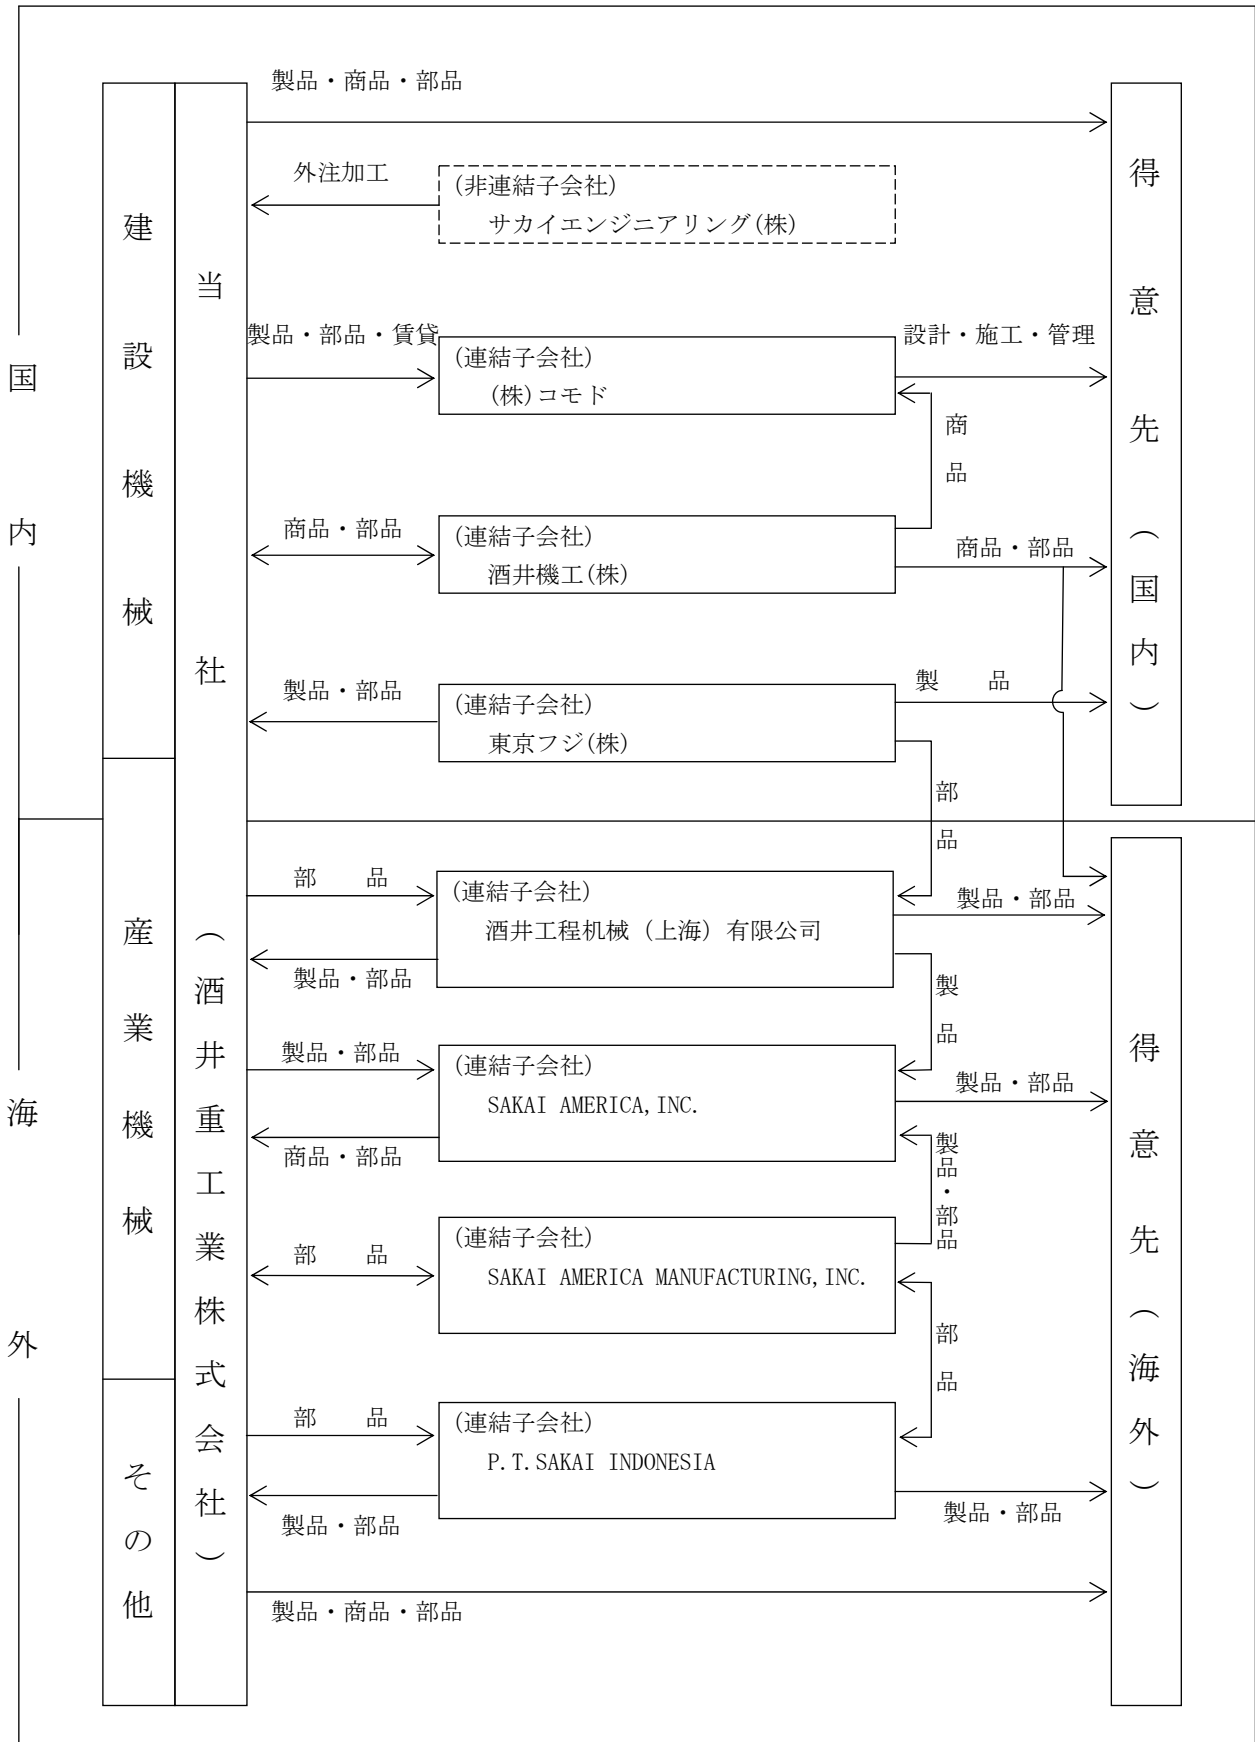 国内
海外
建設機械
産業機械
その他
当社（酒井重工業株式会社）
製品・商品・部品
外注加工
(非連結子会社)
サカイエンジニアリング(株)
製品・部品・賃貸
(連結子会社)
(株)コモド
設計・施工・管理
商品
商品・部品
(連結子会社)
酒井機工(株)
商品・部品
製品・部品
(連結子会社)
東京フジ(株)
製　品
部品
得意先（国内）
部　品
(連結子会社)
酒井工程机械（上海）有限公司
製品・部品
製品・部品
製品
製品・部品
(連結子会社)
SAKAI AMERICA,INC.
製品・部品
商品・部品
製品・部品
部　品
(連結子会社)
SAKAI AMERICA MANUFACTURING,INC.
部品
部　品
(連結子会社)
P.T.SAKAI INDONESIA
製品・部品
製品・部品
製品・商品・部品
得意先（海外）